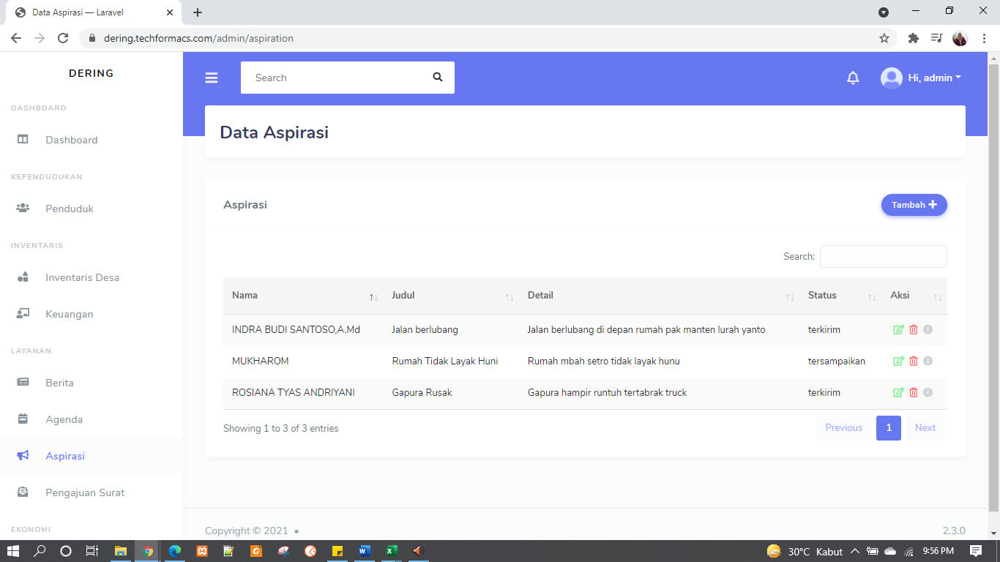 Data Aspirasi — Laravel
dering.techformacs.com/admin/aspiration
DERING
Search
Hi, admin
DASHBOARD
Dashboard
KEPENDUDUKAN
Penduduk
INVENTARIS
Inventaris Desa
Keuangan
LAYANAN
Berita
Agenda
Aspirasi
Pengajuan Surat
EKONOMI
Data Aspirasi
Aspirasi
Tambah
Search:
Nama Judul Detail Status Aksi
INDRA BUDI SANTOSO,A.Md Jalan berlubang Jalan berlubang di depan rumah pak manten lurah yanto terkirim
MUKHAROM Rumah Tidak Layak Huni Rumah mbah setro tidak layak hunu tersampaikan
ROSIANA TYAS ANDRIYANI Gapura Rusak Gapura hampir runtuh tertabrak truck terkirim
Showing 1 to 3 of 3 entries
Previous 1 Next
Copyright © 2021 •
2.3.0
30°C Kabut
9:56 PM